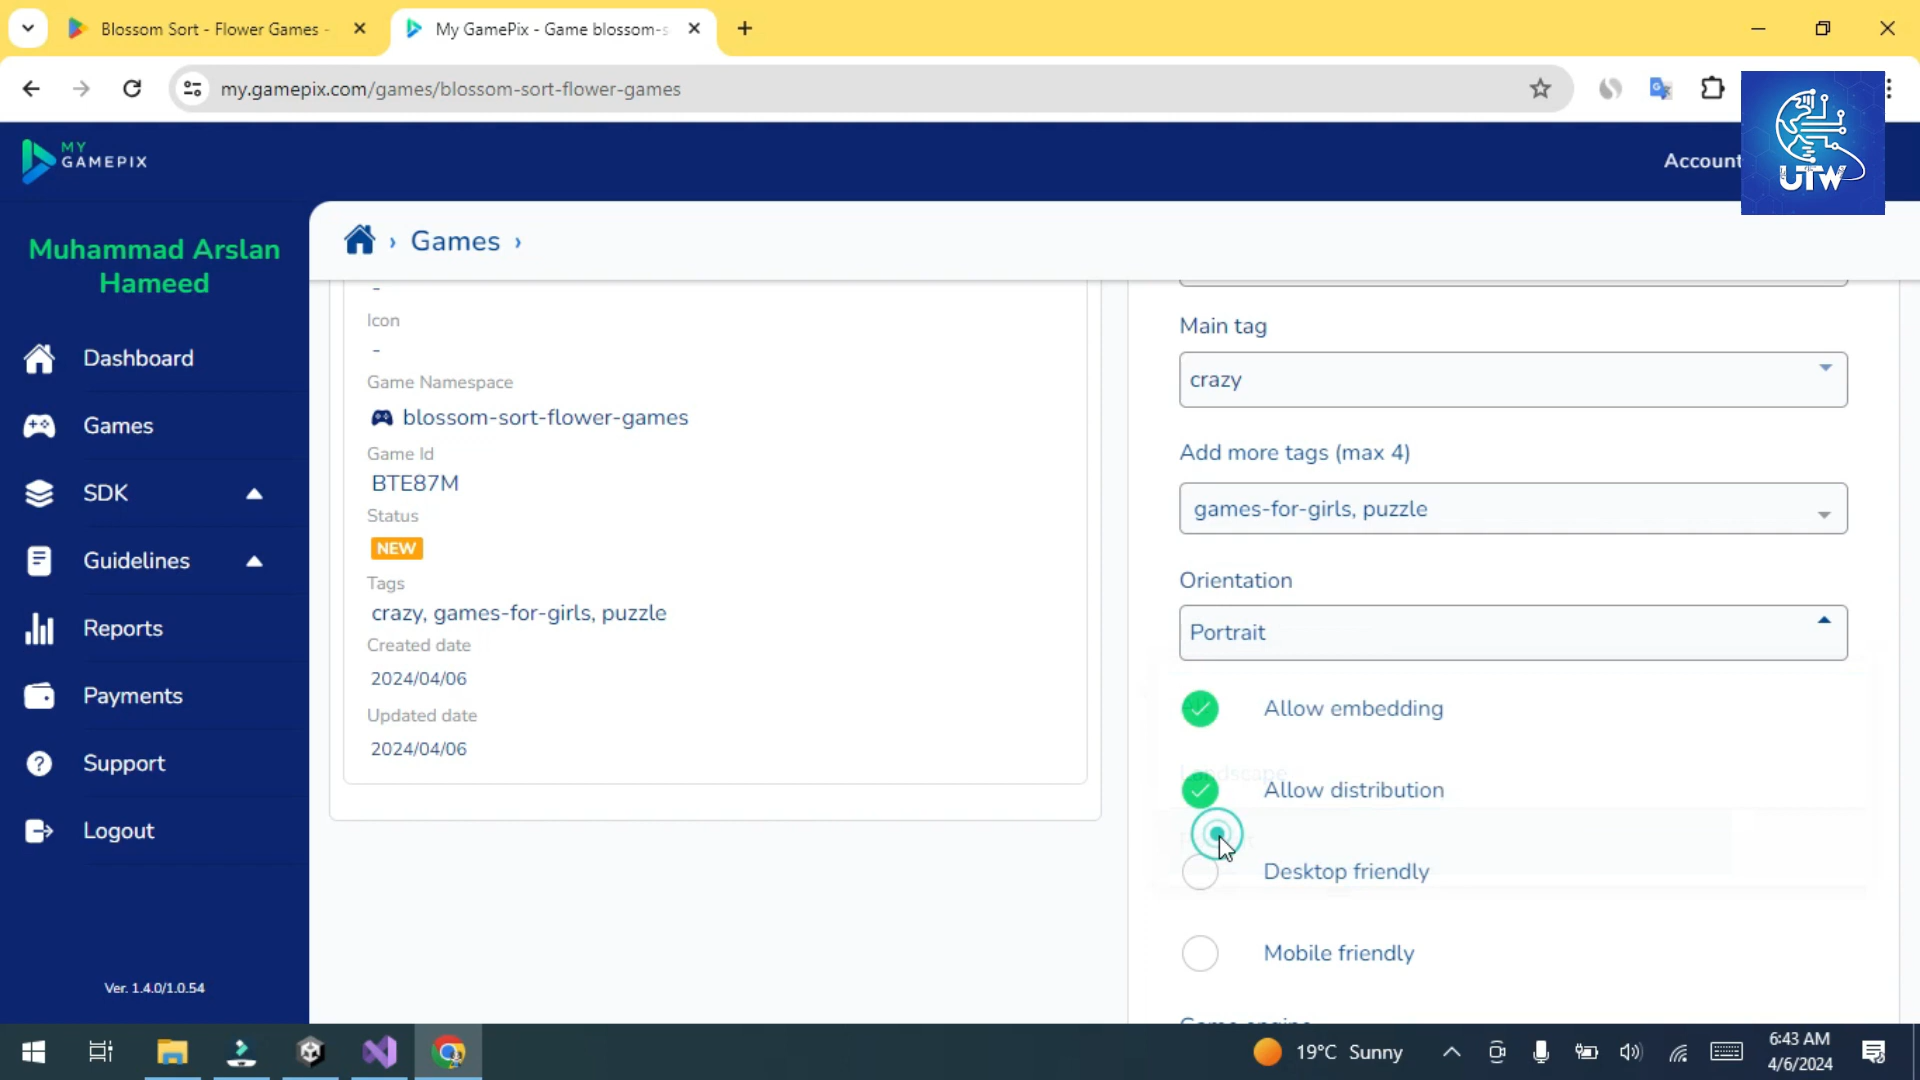 Blossom Sort - Flower Games -
My GamePix - Game blossom-s
my.gamepix.com/games/blossom-sort-flower-games
MY
GAMEPIX
Account
UTW
Muhammad Arslan
Hameed
Dashboard
Games
SDK
Guidelines
Reports
Payments
Support
Logout
Ver. 1.4.0/1.0.54
› Games ›
-
Icon
-
Game Namespace
blossom-sort-flower-games
Game Id
BTE87M
Status
NEW
Tags
crazy, games-for-girls, puzzle
Created date
2024/04/06
Updated date
2024/04/06
Main tag
crazy
Add more tags (max 4)
games-for-girls, puzzle
Orientation
Portrait
Allow embedding
Landscape
Allow distribution
Desktop friendly
Mobile friendly
Game engine
19°C Sunny
6:43 AM
4/6/2024